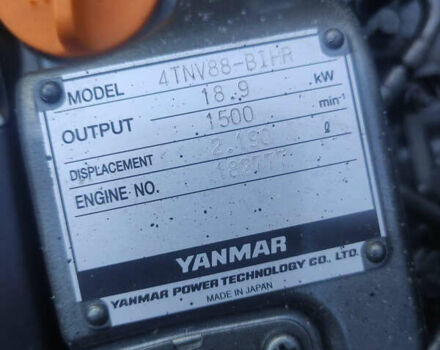 MODEL 4TNV88-B1HR
OUTPUT 18.9 kW
1500 min-¹
DISPLACEMENT 2.190 ℓ
ENGINE NO.
YANMAR
YANMAR POWER TECHNOLOGY CO., LTD.
MADE IN JAPAN